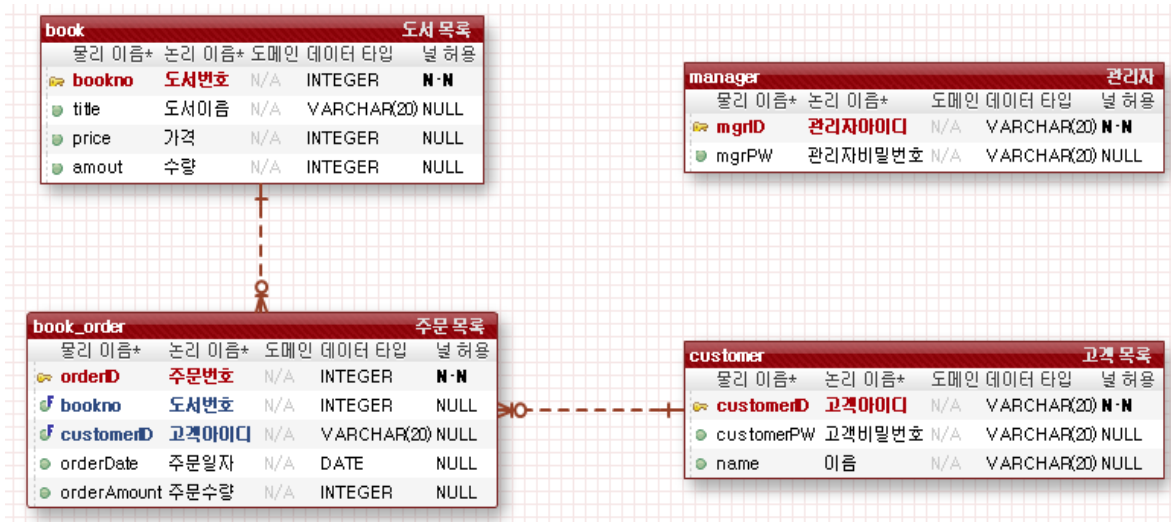 book 도서 목록
물리 이름* 논리 이름* 도메인 데이터 타입 널 허용
bookno 도서번호 N/A INTEGER N-N
title 도서이름 N/A VARCHAR(20) NULL
price 가격 N/A INTEGER NULL
amout 수량 N/A INTEGER NULL
manager 관리자
물리 이름* 논리 이름* 도메인 데이터 타입 널 허용
mgrID 관리자아이디 N/A VARCHAR(20) N-N
mgrPW 관리자비밀번호 N/A VARCHAR(20) NULL
book_order 주문 목록
물리 이름* 논리 이름* 도메인 데이터 타입 널 허용
orderID 주문번호 N/A INTEGER N-N
F bookno 도서번호 N/A INTEGER NULL
F customerID 고객아이디 N/A VARCHAR(20) NULL
orderDate 주문일자 N/A DATE NULL
orderAmount 주문수량 N/A INTEGER NULL
customer 고객 목록
물리 이름* 논리 이름* 도메인 데이터 타입 널 허용
customerID 고객아이디 N/A VARCHAR(20) N-N
customerPW 고객비밀번호 N/A VARCHAR(20) NULL
name 이름 N/A VARCHAR(20) NULL